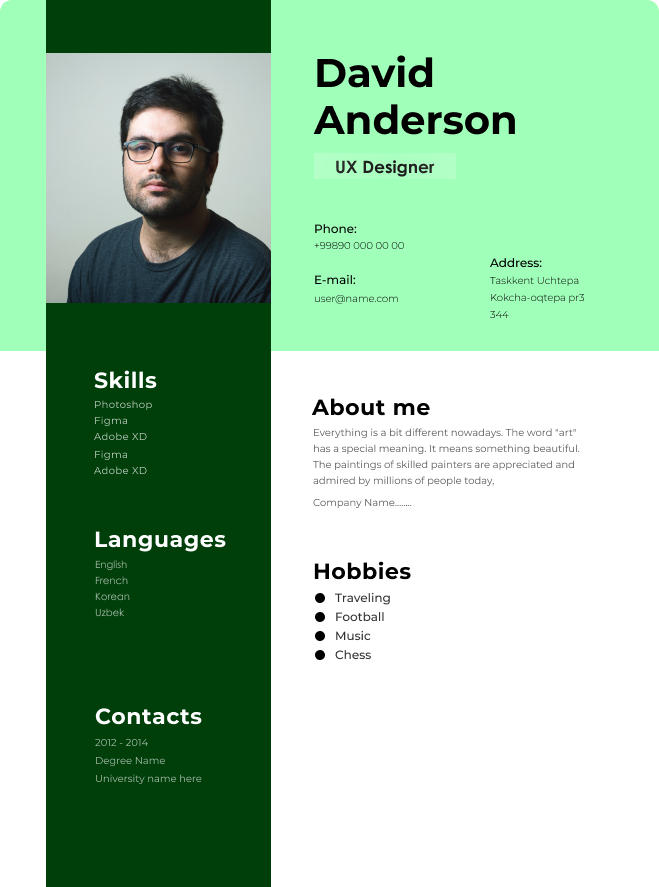 David
Anderson
UX Designer
Phone:
+99890 000 00 00
E-mail:
user@name.com
Address:
Taskkent Uchtepa
Kokcha-oqtepa pr3
344
Skills
Photoshop
Figma
Adobe XD
Figma
Adobe XD
Languages
English
French
Korean
Uzbek
Contacts
2012 - 2014
Degree Name
University name here
About me
Everything is a bit different nowadays. The word "art"
has a special meaning. It means something beautiful.
The paintings of skilled painters are appreciated and
admired by millions of people today,
Company Name........
Hobbies
Traveling
Football
Music
Chess